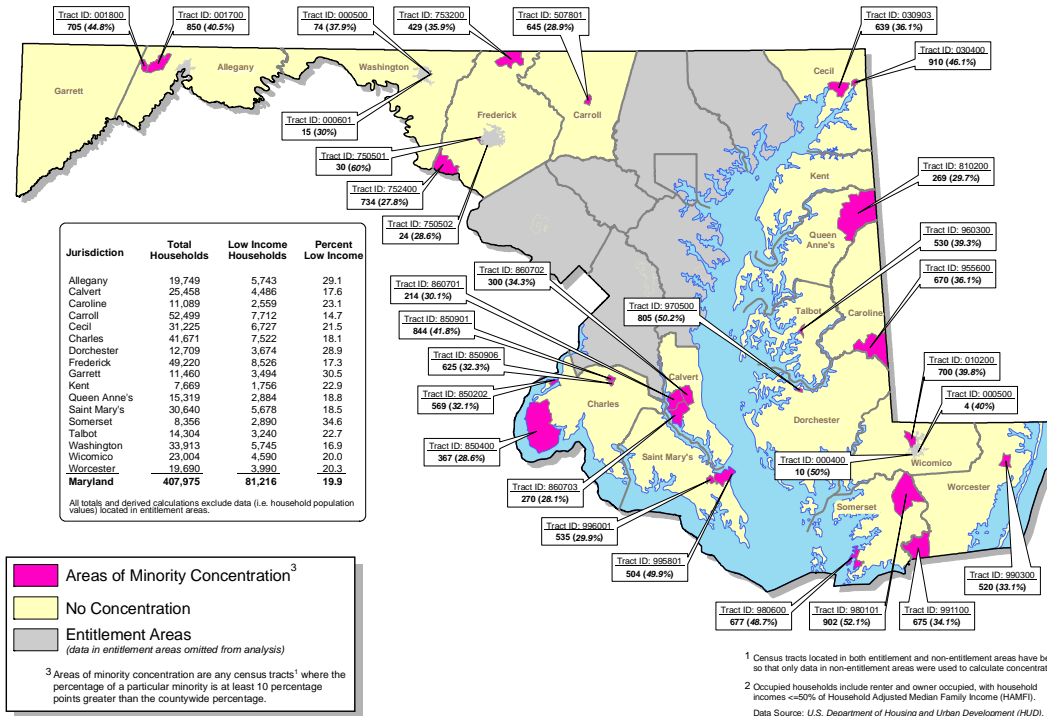 Tract ID: 001800
705 (44.8%)
Tract ID: 001700
850 (40.5%)
Tract ID: 000500
74 (37.9%)
Tract ID: 753200
429 (35.9%)
Tract ID: 507801
645 (28.9%)
Tract ID: 030903
639 (36.1%)
Tract ID: 030400
910 (46.1%)
Garrett
Allegany
Washington
Frederick
Carroll
Cecil
Tract ID: 000601
15 (30%)
Tract ID: 750501
30 (60%)
Tract ID: 752400
734 (27.8%)
Tract ID: 750502
24 (28.6%)
Kent
Tract ID: 810200
269 (29.7%)
Queen
Anne's
Tract ID: 960300
530 (39.3%)
Tract ID: 955600
670 (36.1%)
Tract ID: 860702
300 (34.3%)
Tract ID: 860701
214 (30.1%)
Tract ID: 970500
805 (50.2%)
Talbot
Caroline
Tract ID: 850901
844 (41.8%)
Tract ID: 850906
625 (32.3%)
Tract ID: 850202
569 (32.1%)
Tract ID: 850400
367 (28.6%)
Calvert
Charles
Tract ID: 010200
700 (39.8%)
Tract ID: 000500
4 (40%)
Dorchester
Saint Mary's
Tract ID: 000400
10 (50%)
Wicomico
Worcester
Somerset
Tract ID: 860703
270 (28.1%)
Tract ID: 996001
535 (29.9%)
Tract ID: 995801
504 (49.9%)
Tract ID: 990300
520 (33.1%)
Tract ID: 980600
677 (48.7%)
Tract ID: 980101
902 (52.1%)
Tract ID: 991100
675 (34.1%)
Jurisdiction Total Households Low Income Households Percent Low Income
Allegany 19,749 5,743 29.1
Calvert 25,458 4,486 17.6
Caroline 11,089 2,559 23.1
Carroll 52,499 7,712 14.7
Cecil 31,225 6,727 21.5
Charles 41,671 7,522 18.1
Dorchester 12,709 3,674 28.9
Frederick 49,220 8,526 17.3
Garrett 11,460 3,494 30.5
Kent 7,669 1,756 22.9
Queen Anne's 15,319 2,884 18.8
Saint Mary's 30,640 5,678 18.5
Somerset 8,356 2,890 34.6
Talbot 14,304 3,240 22.7
Washington 33,913 5,745 16.9
Wicomico 23,004 4,590 20.0
Worcester 19,690 3,990 20.3
Maryland 407,975 81,216 19.9
All totals and derived calculations exclude data (i.e. household population
values) located in entitlement areas.
Areas of Minority Concentration3
No Concentration
Entitlement Areas
(data in entitlement areas omitted from analysis)
3 Areas of minority concentration are any census tracts1 where the
percentage of a particular minority is at least 10 percentage
points greater than the countywide percentage.
1 Census tracts located in both entitlement and non-entitlement areas have be
so that only data in non-entitlement areas were used to calculate concentrat
2 Occupied households include renter and owner occupied, with household
incomes <=50% of Household Adjusted Median Family Income (HAMFI).
Data Source: U.S. Department of Housing and Urban Development (HUD),